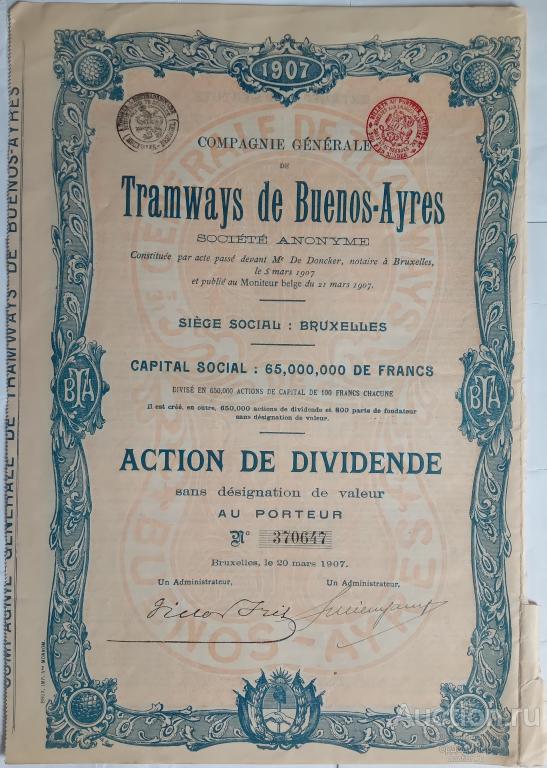 1907
COMPAGNIE GÉNÉRALE
DE
Tramways de Buenos-Ayres
SOCIÉTÉ ANONYME
Constituée par acte passé devant Me De Doncker, notaire à Bruxelles,
le 5 mars 1907
et publié au Moniteur belge du 21 mars 1907.
SIÈGE SOCIAL : BRUXELLES
CAPITAL SOCIAL : 65,000,000 DE FRANCS
DIVISÉ EN 650,000 ACTIONS DE CAPITAL DE 100 FRANCS CHACUNE
Il est créé, en outre, 650,000 actions de dividende et 800 parts de fondateur
sans désignation de valeur.
BTA
BTA
ACTION DE DIVIDENDE
sans désignation de valeur
AU PORTEUR
No 370647
Bruxelles, le 20 mars 1907.
Un Administrateur, Un Administrateur,
COMPAGNIE GÉNÉRALE DE TRAMWAYS DE BUENOS-AYRES
Auction.ru